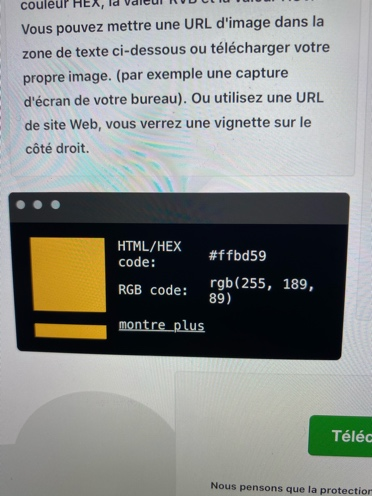 couleur HEX, la valeur RVB et la valeur
Vous pouvez mettre une URL d'image dans la
zone de texte ci-dessous ou télécharger votre
propre image. (par exemple une capture
d'écran de votre bureau). Ou utilisez une URL
de site Web, vous verrez une vignette sur le
côté droit.
HTML/HEX code: #ffbd59
RGB code: rgb(255, 189, 89)
montre plus
Téléc
Nous pensons que la protection